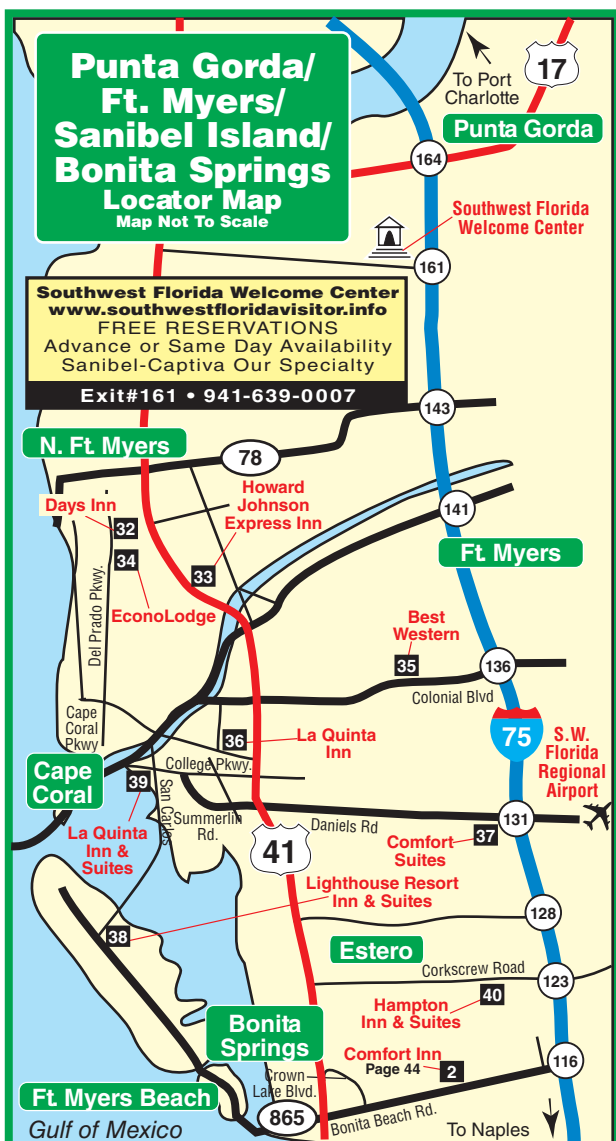 Punta Gorda/
Ft. Myers/
Sanibel Island/
Bonita Springs
Locator Map
Map Not To Scale
To Port
Charlotte
17
Punta Gorda
164
Southwest Florida
Welcome Center
161
Southwest Florida Welcome Center
www.southwestfloridavisitor.info
FREE RESERVATIONS
Advance or Same Day Availability
Sanibel-Captiva Our Specialty
Exit#161 • 941-639-0007
143
N. Ft. Myers
78
Days Inn
32
Howard
Johnson
Express Inn
141
34
33
Ft. Myers
EconoLodge
Del Prado Pkwy.
Best
Western
35
136
Colonial Blvd
Cape
Coral
Pkwy
36
La Quinta
Inn
75
S.W.
Florida
Regional
Airport
Cape
Coral
College Pkwy.
39
San Carlos
Summerlin
Rd.
Daniels Rd
131
La Quinta
Inn &
Suites
41
Comfort
Suites
37
Lighthouse Resort
Inn & Suites
38
128
Estero
Corkscrew Road
123
Hampton
Inn & Suites
40
Bonita
Springs
Comfort Inn
Page 44
2
116
Crown
Lake Blvd.
Ft. Myers Beach
865
Bonita Beach Rd.
Gulf of Mexico
To Naples